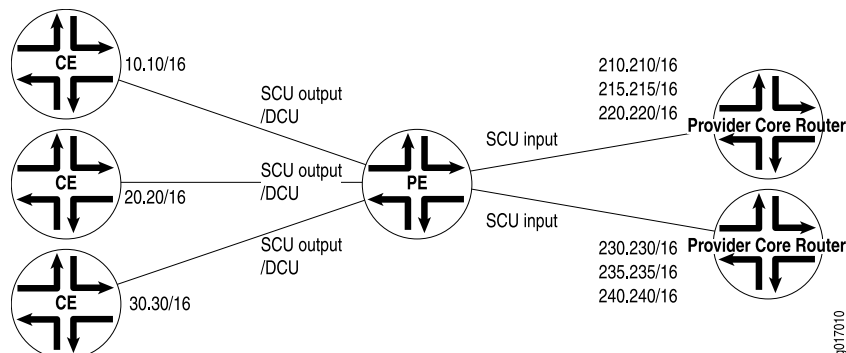 CE
10.10/16
SCU output
/DCU
CE
20.20/16
SCU output
/DCU
CE
30.30/16
SCU output
/DCU
PE
SCU input
SCU input
210.210/16
215.215/16
220.220/16
Provider Core Router
230.230/16
235.235/16
240.240/16
Provider Core Router
g017010